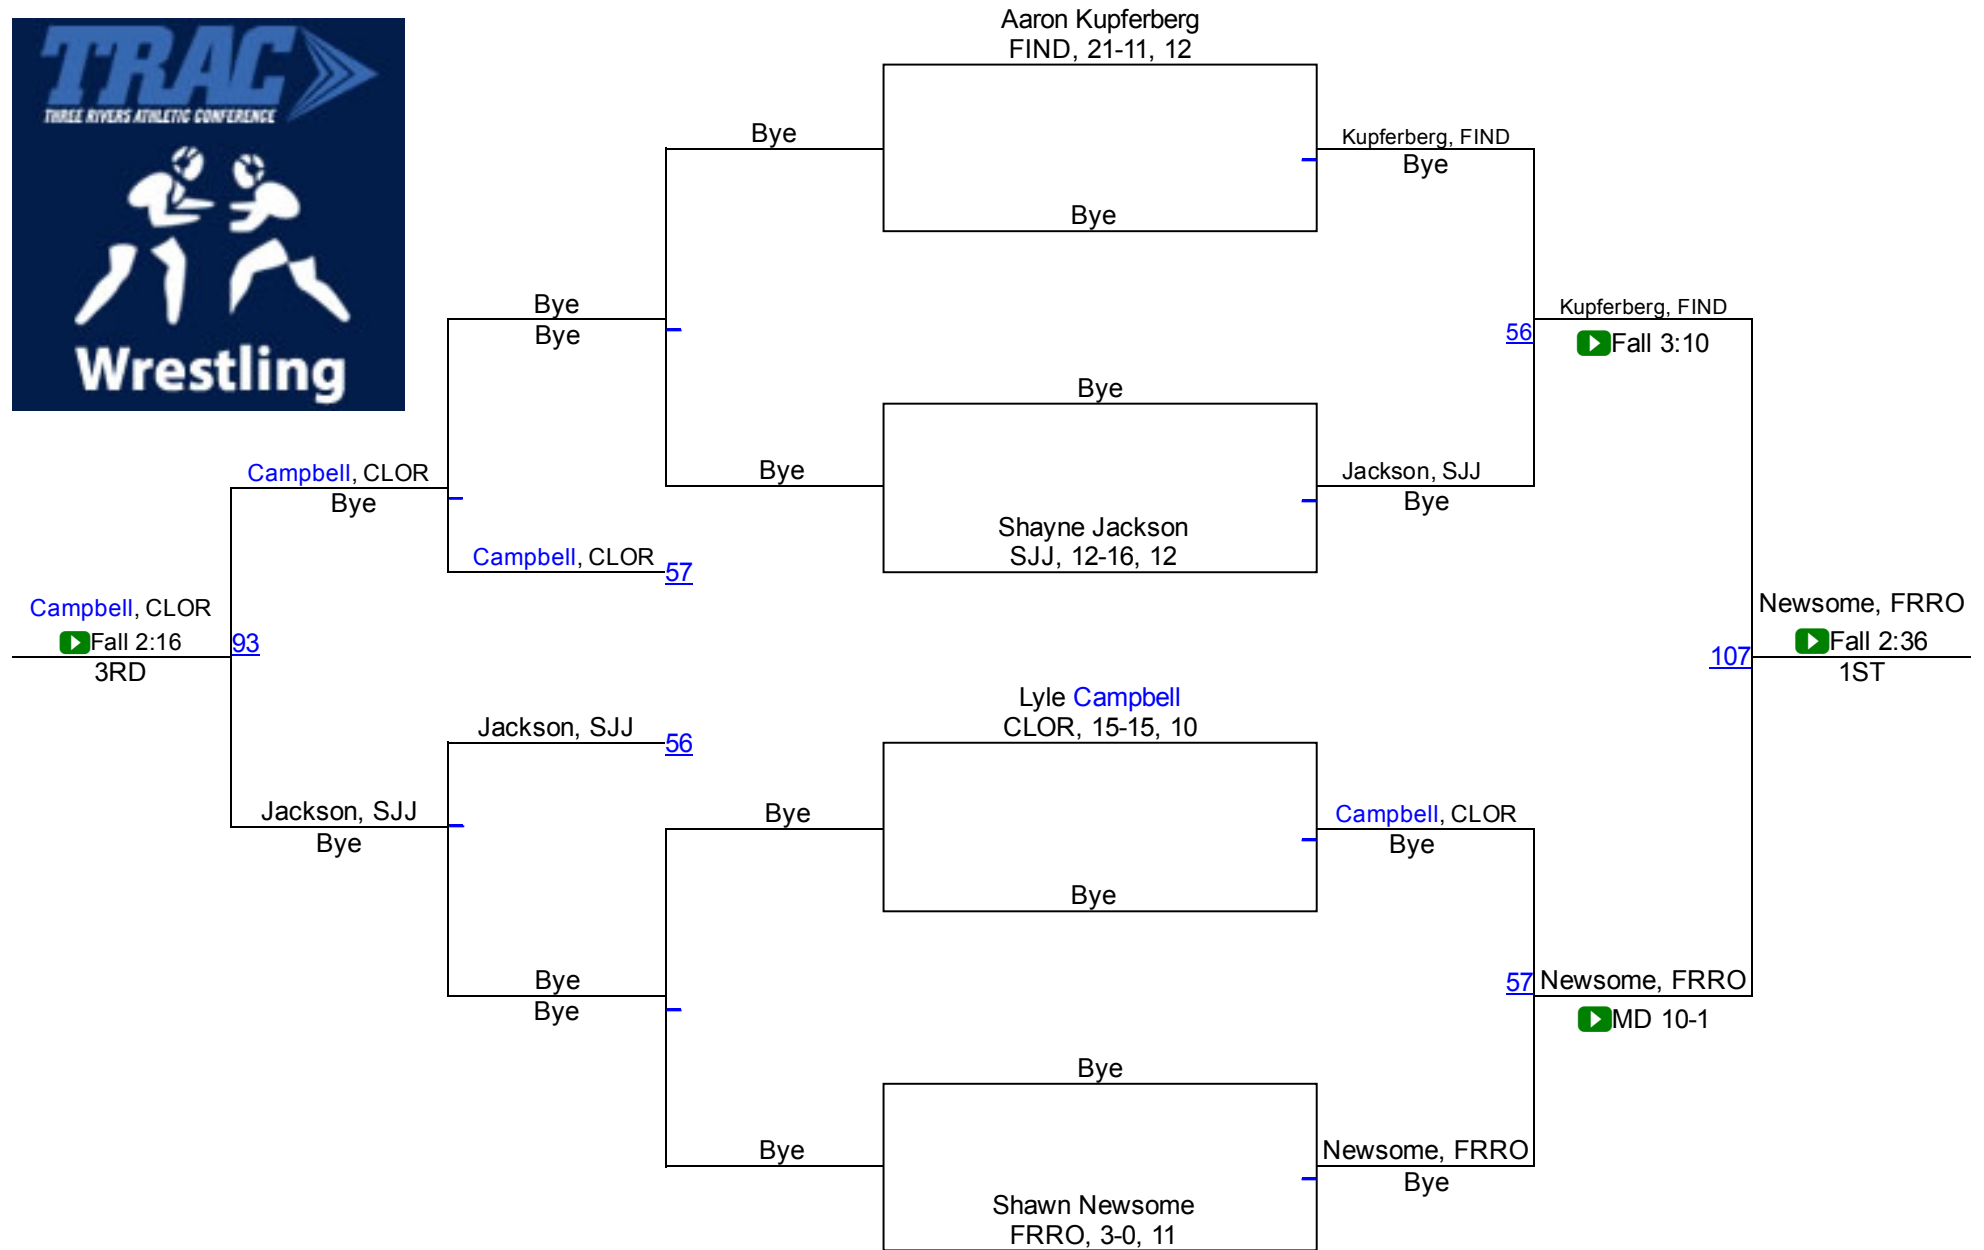 TRAC
THREE RIVERS ATHLETIC CONFERENCE
Wrestling
Aaron Kupferberg
FIND, 21-11, 12
Bye
Kupferberg, FIND
Bye
Bye
Bye
Bye
Kupferberg, FIND
56
Fall 3:10
Bye
Campbell, CLOR
Bye
Bye
Jackson, SJJ
Bye
Shayne Jackson
SJJ, 12-16, 12
Campbell, CLOR
57
Campbell, CLOR
Fall 2:16
93
3RD
Newsome, FRRO
Fall 2:36
107
1ST
Lyle Campbell
CLOR, 15-15, 10
Jackson, SJJ
56
Jackson, SJJ
Bye
Bye
Campbell, CLOR
Bye
Bye
Bye
Bye
57
Newsome, FRRO
MD 10-1
Bye
Bye
Newsome, FRRO
Bye
Shawn Newsome
FRRO, 3-0, 11